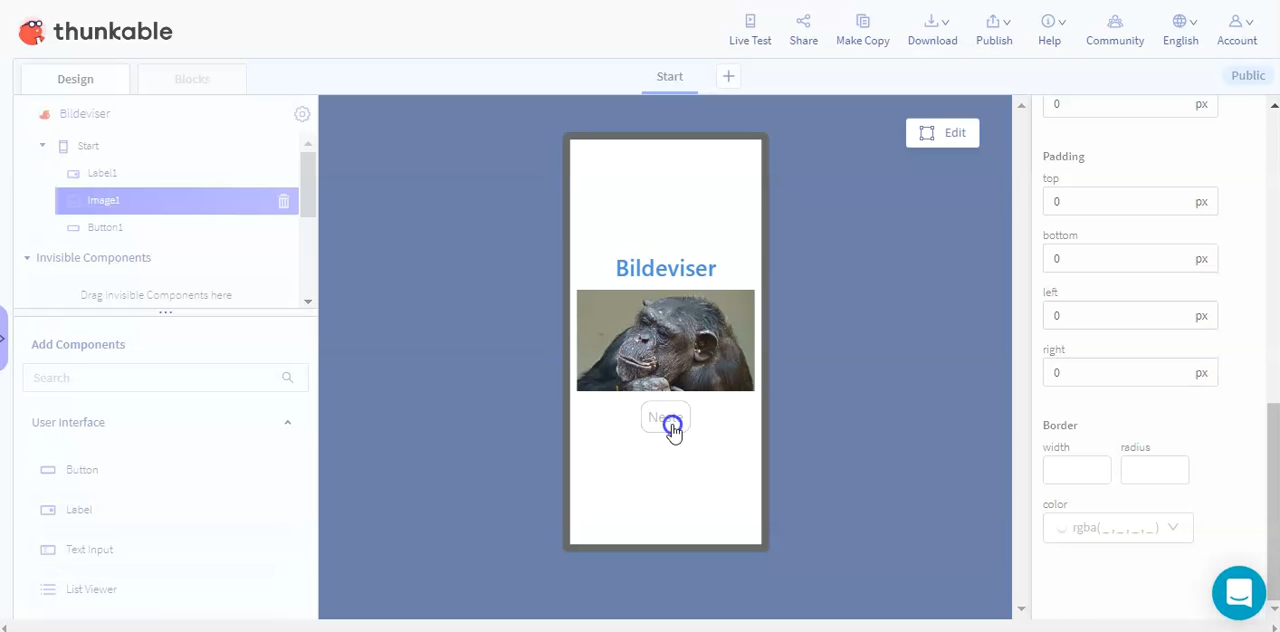 thunkable
Live Test
Share
Make Copy
Download
Publish
Help
Community
English
Account
Design
Blocks
Start
+
Public
Bildeviser
Start
Label1
Image1
Button1
Invisible Components
Drag Invisible Components here
Add Components
Search
User Interface
Button
Label
Text Input
List Viewer
Edit
Bildeviser
0 px
Padding
top
0 px
bottom
0 px
left
0 px
right
0 px
Border
width radius
color
rgba(_,_,_,_)